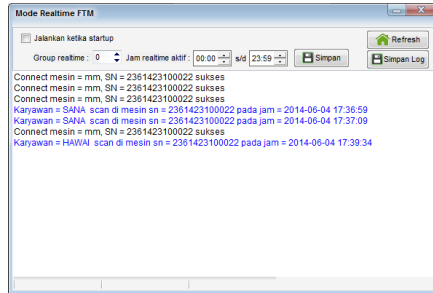 Mode Realtime FTM
Jalankan ketika startup
Refresh
Group realtime : 0 Jam realtime aktif : 00:00 s/d 23:59 Simpan Simpan Log
Connect mesin = mm, SN = 2361423100022 sukses
Connect mesin = mm, SN = 2361423100022 sukses
Connect mesin = mm, SN = 2361423100022 sukses
Karyawan = SANA scan di mesin sn = 2361423100022 pada jam = 2014-06-04 17:36:59
Karyawan = SANA scan di mesin sn = 2361423100022 pada jam = 2014-06-04 17:37:09
Connect mesin = mm, SN = 2361423100022 sukses
Karyawan = HAWAI scan di mesin sn = 2361423100022 pada jam = 2014-06-04 17:39:34